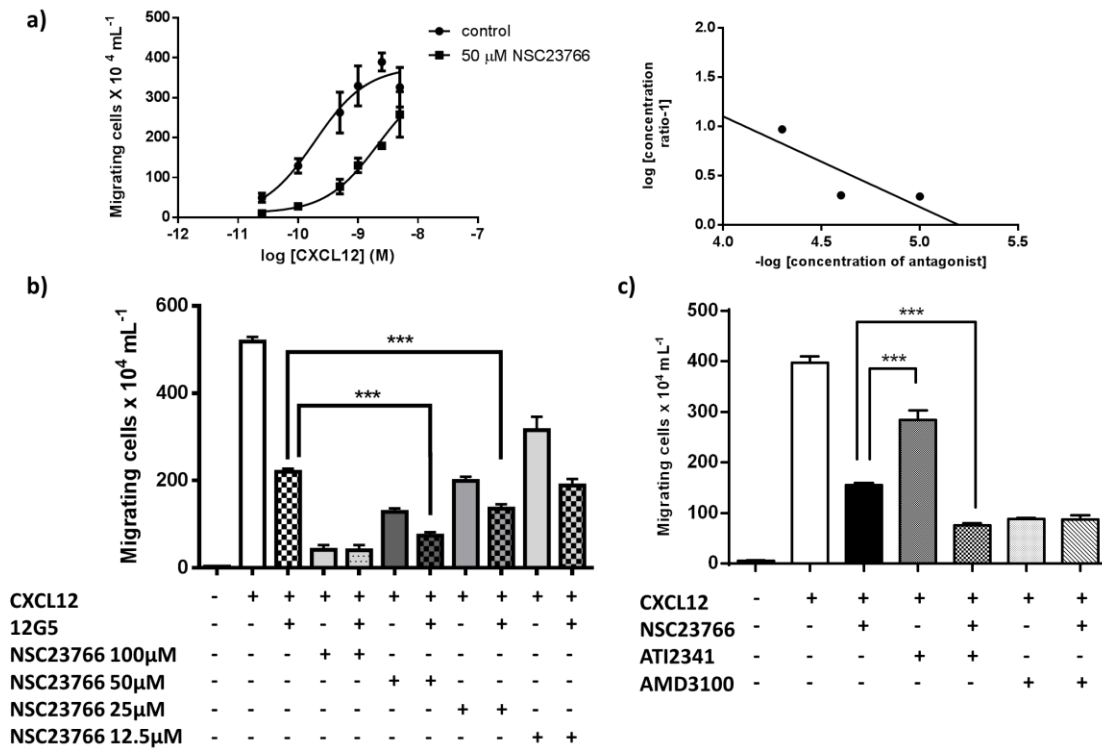 a)
500
400
300
200
100
0
Migrating cells X 10⁴ mL⁻¹
-12 -11 -10 -9 -8 -7
log [CXCL12] (M)
control
50 µM NSC23766
2.0
1.5
1.0
0.5
0.0
log [concentration
ratio-1]
4.0 4.5 5.0 5.5
-log [concentration of antagonist]
b)
600
400
200
0
Migrating cells x 10⁴ mL⁻¹
***
***
CXCL12 - + + + + + + + + + +
12G5 - - + - + - + - + - +
NSC23766 100µM - - - + + - - - - - -
NSC23766 50µM - - - - - + + - - - -
NSC23766 25µM - - - - - - - + + - -
NSC23766 12.5µM - - - - - - - - - + +
c)
500
400
300
200
100
0
Migrating cells x 10⁴ mL⁻¹
***
***
CXCL12 - + + + + + +
NSC23766 - - + - + - +
ATI2341 - - - + + - -
AMD3100 - - - - - + +